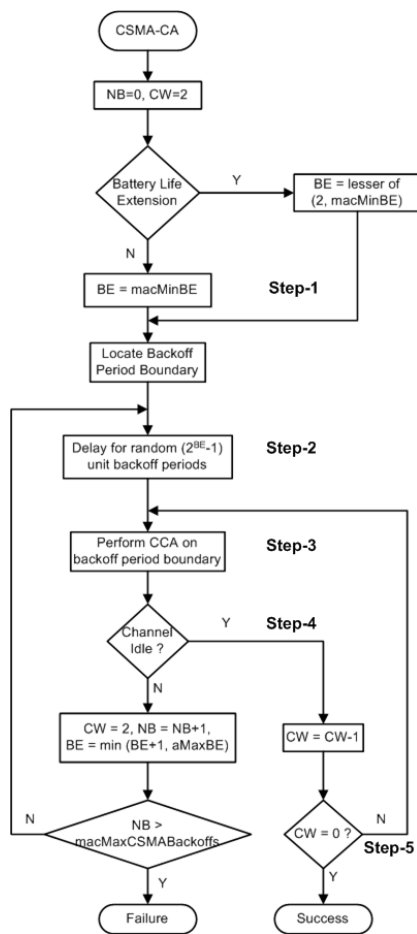 CSMA-CA
NB=0, CW=2
Battery Life
Extension
Y
BE = lesser of
(2, macMinBE)
N
BE = macMinBE
Step-1
Locate Backoff
Period Boundary
Delay for random (2^BE-1)
unit backoff periods
Step-2
Perform CCA on
backoff period boundary
Step-3
Channel
Idle ?
Y
Step-4
N
CW = 2, NB = NB+1,
BE = min (BE+1, aMaxBE)
CW = CW-1
N
NB >
macMaxCSMABackoffs
CW = 0 ?
N
Step-5
Y
Y
Failure
Success